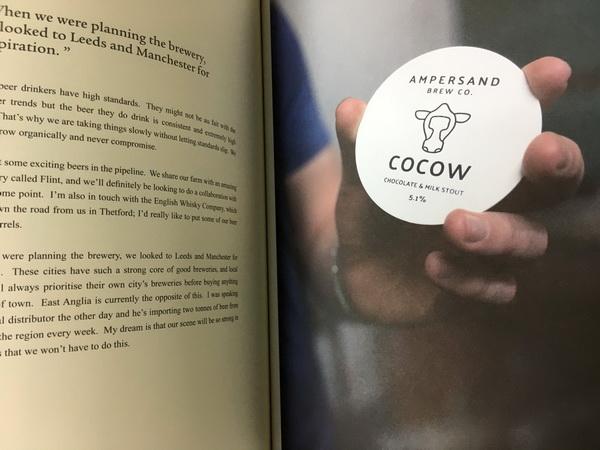 When we were planning the brewery,
looked to Leeds and Manchester for
piration. ”
beer drinkers have high standards. They might not be au fait with the
er trends but the beer they do drink is consistent and extremely high
That's why we are taking things slowly without letting standards slip. We
row organically and never compromise.
t some exciting beers in the pipeline. We share our farm with an amazing
ry called Flint, and we'll definitely be looking to do a collaboration with
ome point. I'm also in touch with the English Whisky Company, which
wn the road from us in Thetford; I'd really like to put some of our beer
rrels.
were planning the brewery, we looked to Leeds and Manchester for
. These cities have such a strong core of good breweries, and local
l always prioritise their own city's breweries before buying anything
f town. East Anglia is currently the opposite of this. I was speaking
al distributor the other day and he's importing two tonnes of beer from
the region every week. My dream is that our scene will be so strong in
s that we won't have to do this.
AMPERSAND
BREW CO.
COCOW
CHOCOLATE & MILK STOUT
5.1%